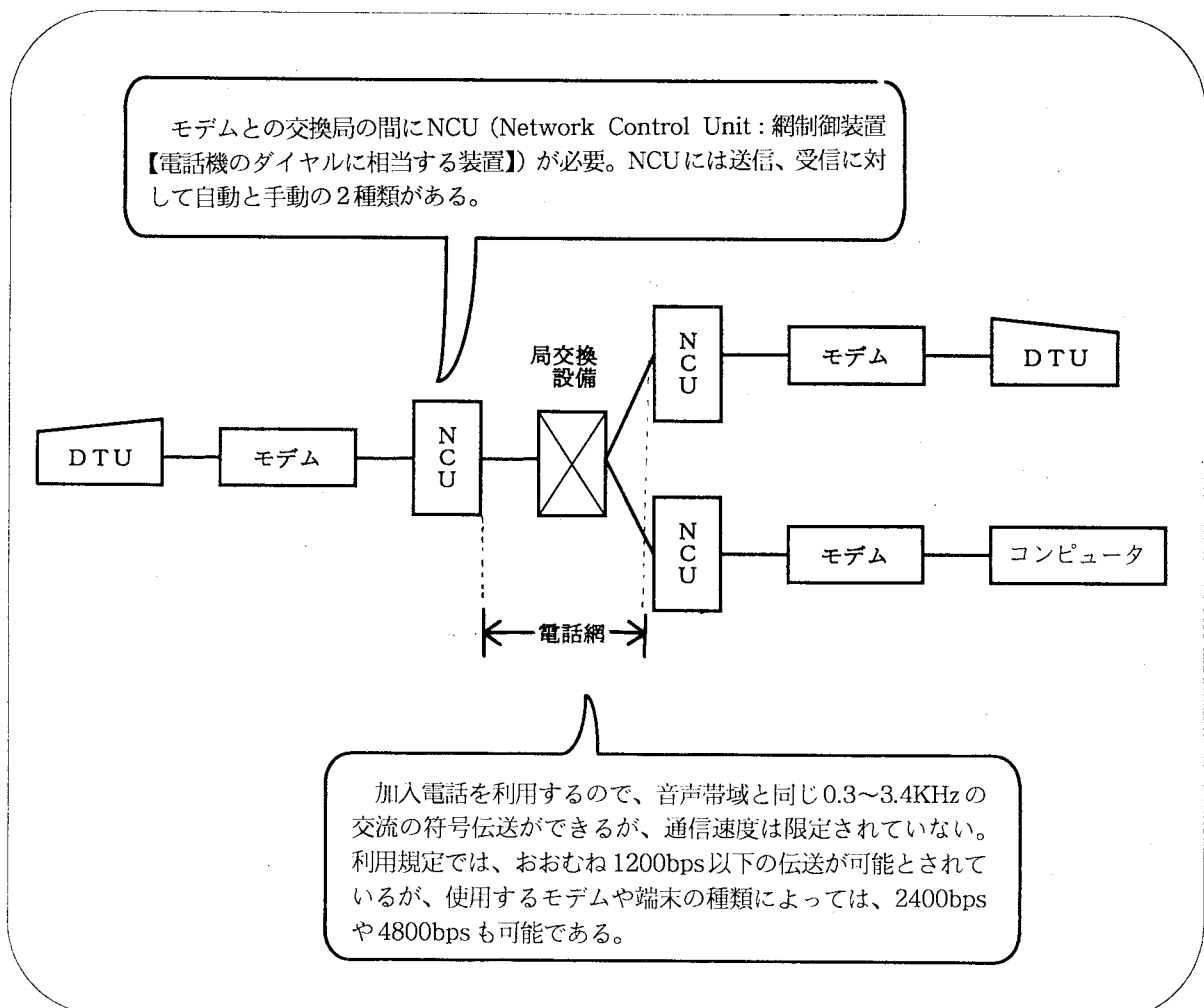 モデムとの交換局の間にNCU（Network Control Unit：網制御装置
【電話機のダイヤルに相当する装置】）が必要。NCUには送信、受信に対
して自動と手動の2種類がある。
局交換
設備
NCU
モデム
DTU
DTU
モデム
NCU
NCU
モデム
コンピュータ
電話網
加入電話を利用するので、音声帯域と同じ0.3〜3.4KHzの
交流の符号伝送ができるが、通信速度は限定されていない。
利用規定では、おおむね1200bps以下の伝送が可能とされて
いるが、使用するモデムや端末の種類によっては、2400bps
や4800bpsも可能である。